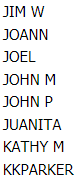 JIM W
JOANN
JOEL
JOHN M
JOHN P
JUANITA
KATHY M
KKPARKER